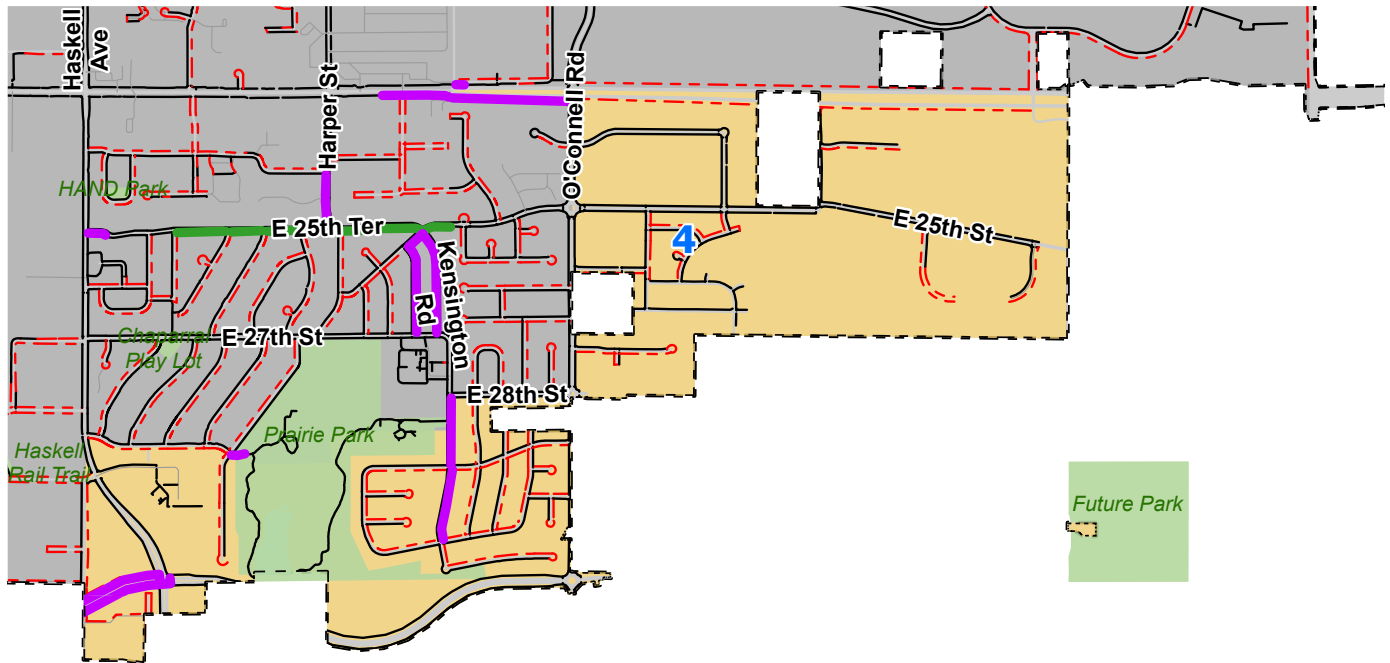 Haskell
Ave
Harper St
O'Connell Rd
HAND Park
E 25th Ter
E 25th St
4
Kensington
Rd
Chaparral
Play Lot
E 27th St
E 28th St
Prairie Park
Haskell
Rail Trail
Future Park